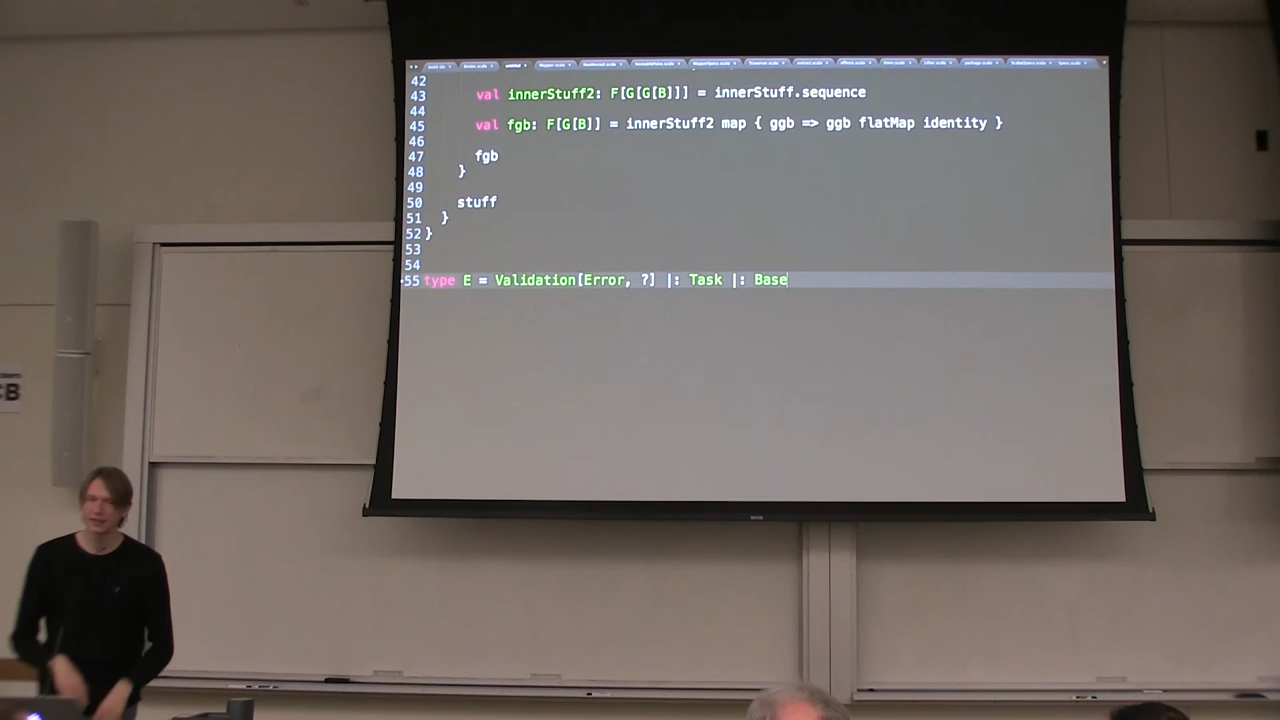 42
43 val innerStuff2: F[G[G[B]]] = innerStuff.sequence
44
45 val fgb: F[G[B]] = innerStuff2 map { ggb => ggb flatMap identity }
46
47 fgb
48 }
49
50 stuff
51 }
52 }
53
54
55 type E = Validation[Error, ?] |: Task |: Base